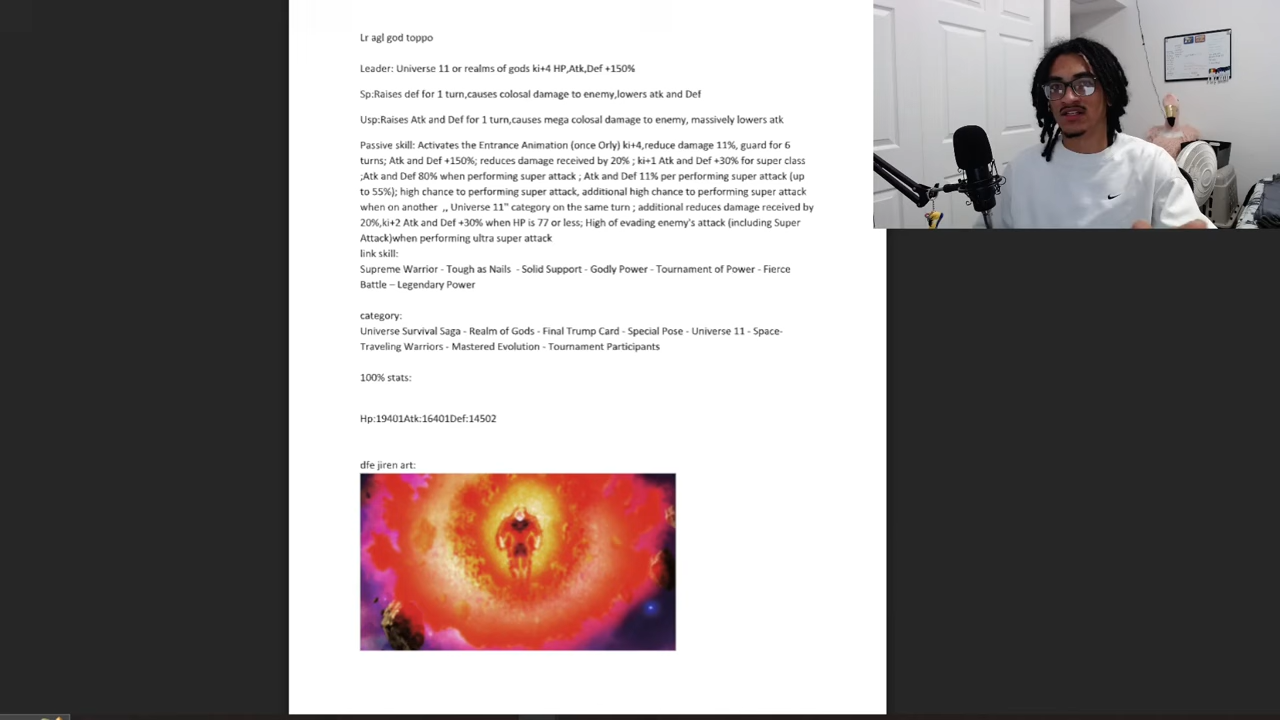 Lr agl god toppo
Leader: Universe 11 or realms of gods ki+4 HP,Atk,Def +150%
Sp:Raises def for 1 turn,causes colosal damage to enemy,lowers atk and Def
Usp:Raises Atk and Def for 1 turn,causes mega colosal damage to enemy, massively lowers atk
Passive skill: Activates the Entrance Animation (once Orly) ki+4,reduce damage 11%, guard for 6
turns; Atk and Def +150%; reduces damage received by 20% ; ki+1 Atk and Def +30% for super class
;Atk and Def 80% when performing super attack ; Atk and Def 11% per performing super attack (up
to 55%); high chance to performing super attack, additional high chance to performing super attack
when on another ,, Universe 11" category on the same turn ; additional reduces damage received by
20%,ki+2 Atk and Def +30% when HP is 77 or less; High of evading enemy's attack (including Super
Attack)when performing ultra super attack
link skill:
Supreme Warrior - Tough as Nails - Solid Support - Godly Power - Tournament of Power - Fierce
Battle – Legendary Power
category:
Universe Survival Saga - Realm of Gods - Final Trump Card - Special Pose - Universe 11 - Space-
Traveling Warriors - Mastered Evolution - Tournament Participants
100% stats:
Hp:19401Atk:16401Def:14502
dfe jiren art: